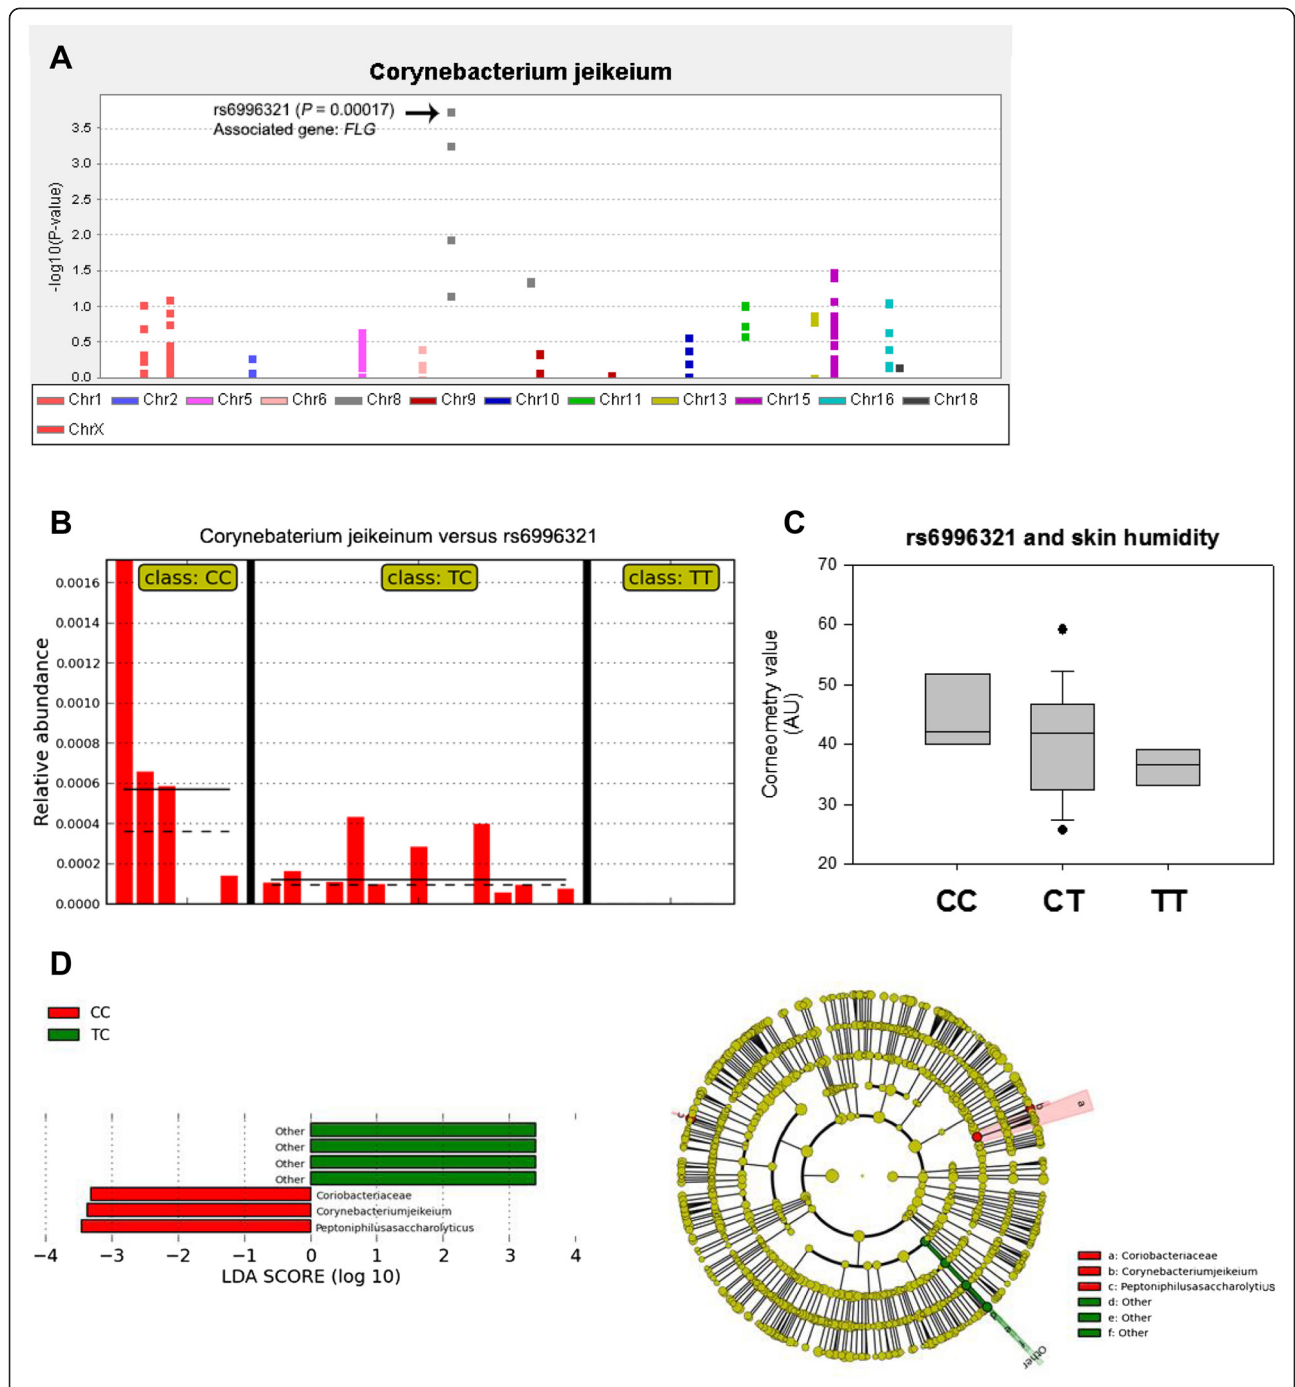 A
Corynebacterium jeikeium
rs6996321 (P = 0.00017)
Associated gene: FLG
-log10(P-value)
3.5
3.0
2.5
2.0
1.5
1.0
0.5
0.0
Chr1 Chr2 Chr5 Chr6 Chr8 Chr9 Chr10 Chr11 Chr13 Chr15 Chr16 Chr18
ChrX
B
Corynebaterium jeikeinum versus rs6996321
class: CC class: TC class: TT
Relative abundance
0.0016
0.0014
0.0012
0.0010
0.0008
0.0006
0.0004
0.0002
0.0000
C
rs6996321 and skin humidity
Corneometry value
(AU)
70
60
50
40
30
20
CC CT TT
D
CC
TC
Other
Other
Other
Other
Coriobacteriaceae
Corynebacteriumjeikeium
Peptoniphilusasaccharolyticus
−4 −3 −2 −1 0 1 2 3 4
LDA SCORE (log 10)
a
b
c
Other
a: Coriobacteriaceae
b: Corynebacteriumjeikeium
c: Peptoniphilusasaccharolytius
d: Other
e: Other
f: Other